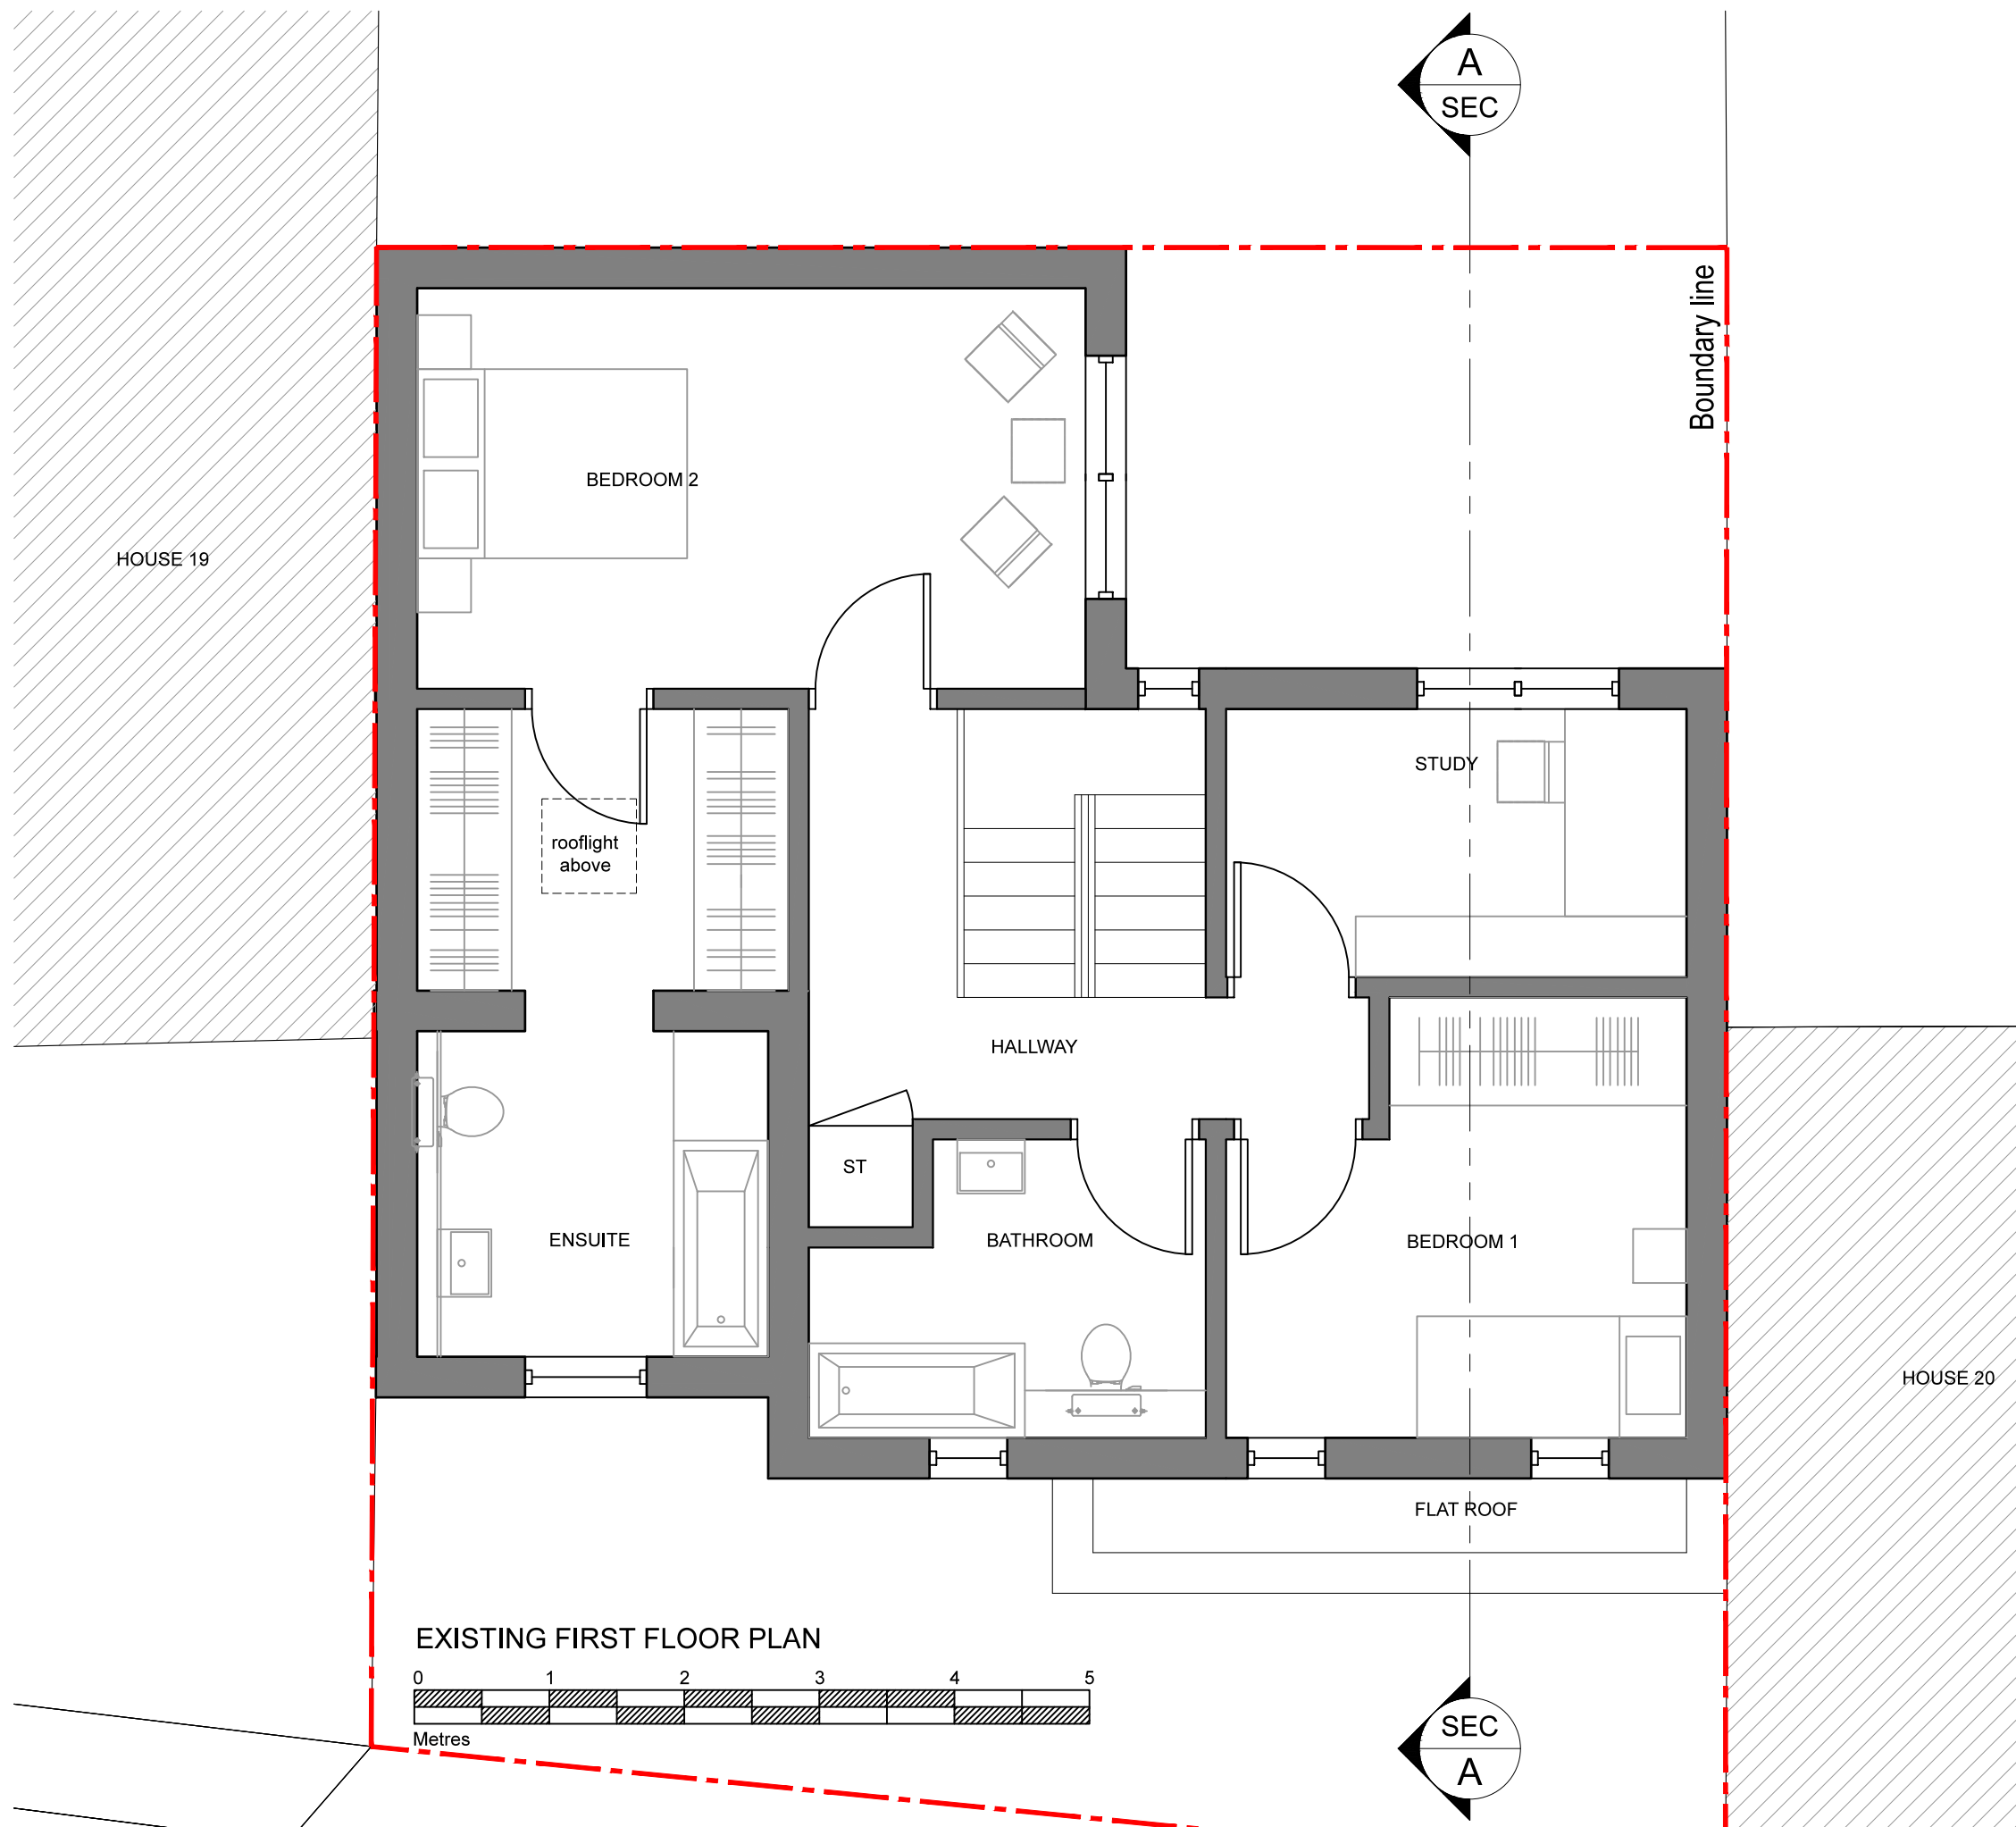 A
SEC
Boundary line
BEDROOM 2
HOUSE 19
STUDY
rooflight
above
HALLWAY
ST
ENSUITE
BATHROOM
BEDROOM 1
HOUSE 20
FLAT ROOF
EXISTING FIRST FLOOR PLAN
0 1 2 3 4 5
Metres
SEC
A